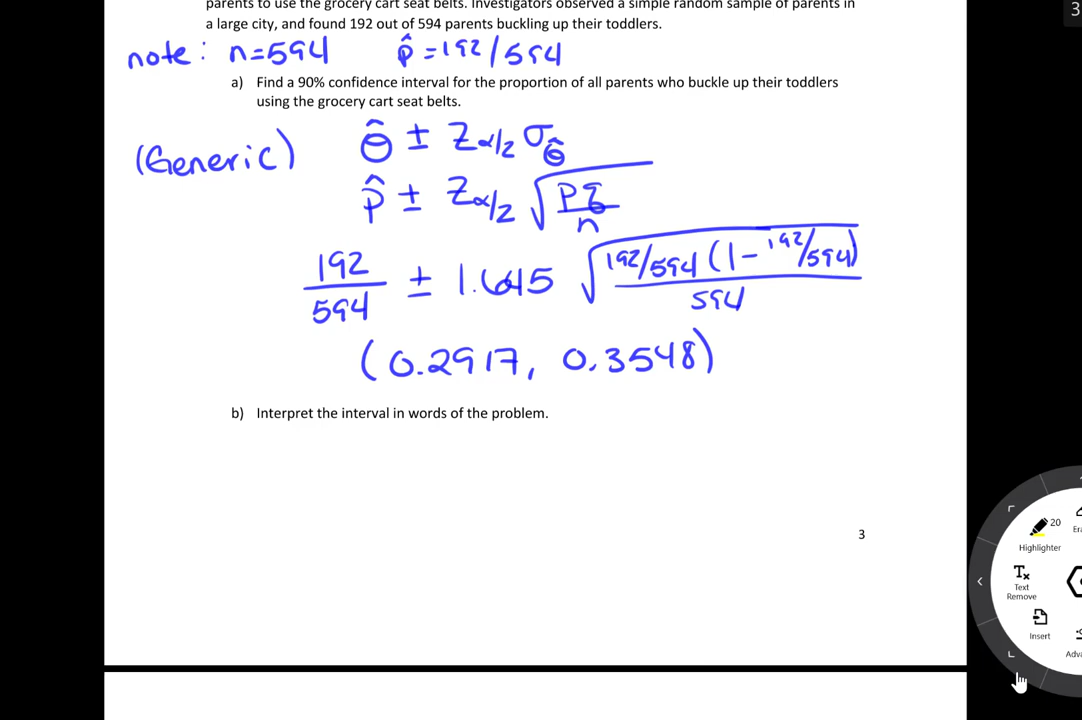 parents to use the grocery cart seat belts. Investigators observed a simple random sample of parents in
a large city, and found 192 out of 594 parents buckling up their toddlers.
note: n=594 p̂=192/594
a) Find a 90% confidence interval for the proportion of all parents who buckle up their toddlers
using the grocery cart seat belts.
(Generic) θ̂ ± Zα/2 σθ̂
p̂ ± Zα/2 √(pq/n)
192/594 ± 1.645 √(192/594 (1-192/594)/594)
(0.2917, 0.3548)
b) Interpret the interval in words of the problem.
3
3
20
Highlighter
Text
Remove
Insert